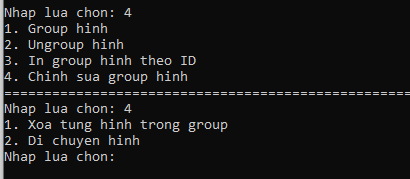 Nhap lua chon: 4
1. Group hinh
2. Ungroup hinh
3. In group hinh theo ID
4. Chinh sua group hinh
=====================================================
Nhap lua chon: 4
1. Xoa tung hinh trong group
2. Di chuyen hinh
Nhap lua chon: